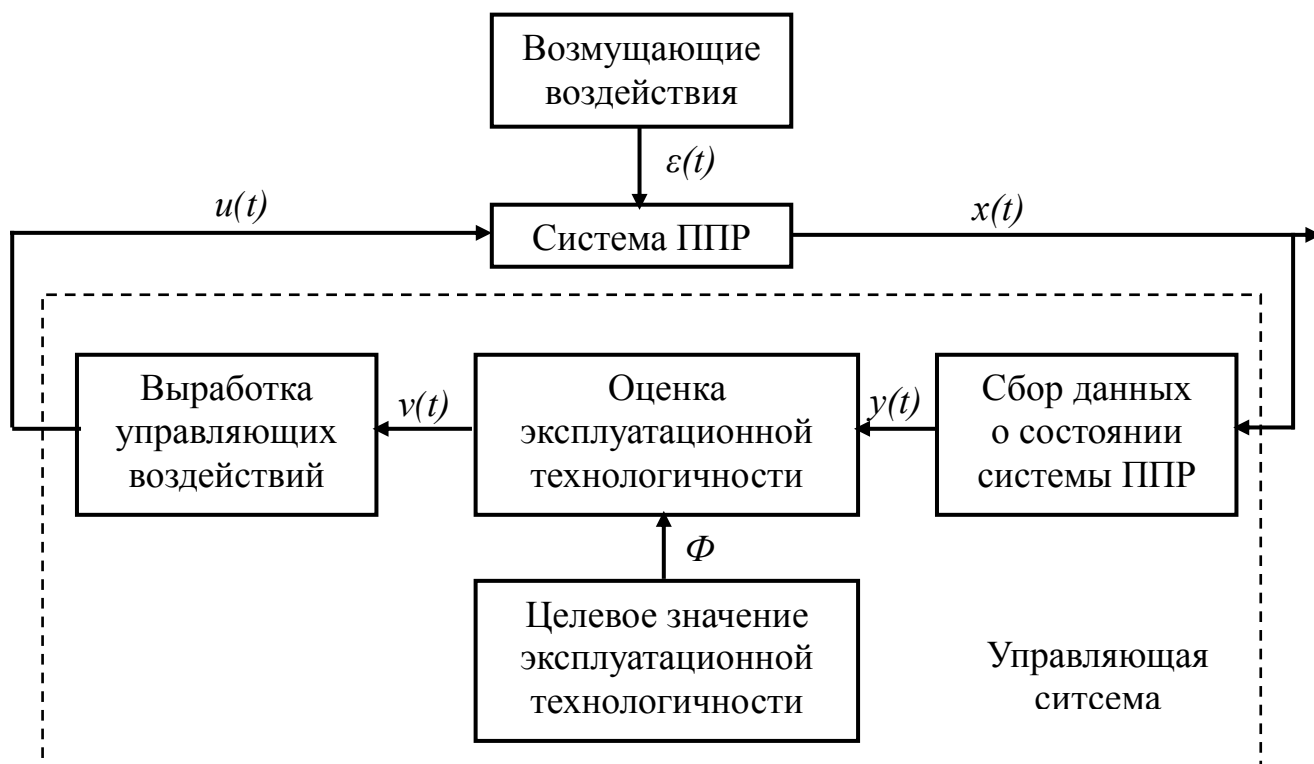 Возмущающие
воздействия
ε(t)
u(t)
x(t)
Система ППР
Выработка
управляющих
воздействий
v(t)
Оценка
эксплуатационной
технологичности
y(t)
Сбор данных
о состоянии
системы ППР
Ф
Целевое значение
эксплуатационной
технологичности
Управляющая
ситсема